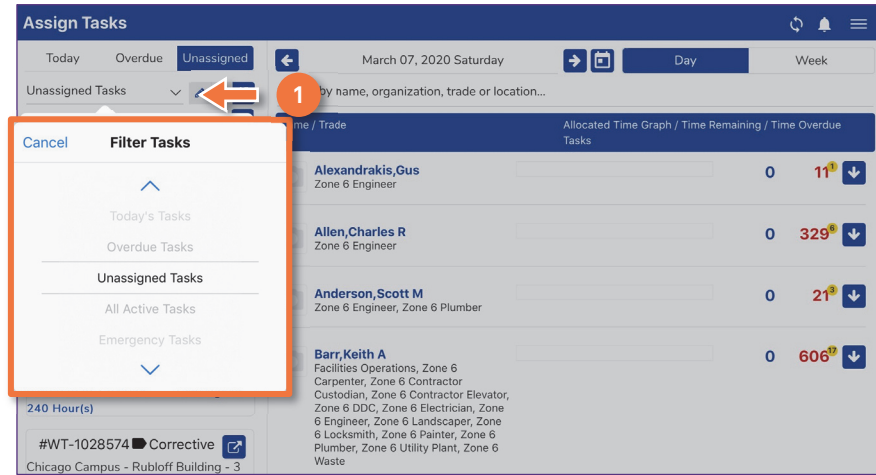 Assign Tasks
Today Overdue Unassigned
March 07, 2020 Saturday
Day Week
Unassigned Tasks
1
by name, organization, trade or location...
Cancel Filter Tasks
Today's Tasks
Overdue Tasks
Unassigned Tasks
All Active Tasks
Emergency Tasks
240 Hour(s)
#WT-1028574 Corrective
Chicago Campus - Rubloff Building - 3
me / Trade
Allocated Time Graph / Time Remaining / Time Overdue
Tasks
Alexandrakis,Gus
Zone 6 Engineer
0 11 1
Allen,Charles R
Zone 6 Engineer
0 329 6
Anderson,Scott M
Zone 6 Engineer, Zone 6 Plumber
0 21 3
Barr,Keith A
0 606 17
Facilities Operations, Zone 6
Carpenter, Zone 6 Contractor
Custodian, Zone 6 Contractor Elevator,
Zone 6 DDC, Zone 6 Electrician, Zone
6 Engineer, Zone 6 Landscaper, Zone
6 Locksmith, Zone 6 Painter, Zone 6
Plumber, Zone 6 Utility Plant, Zone 6
Waste